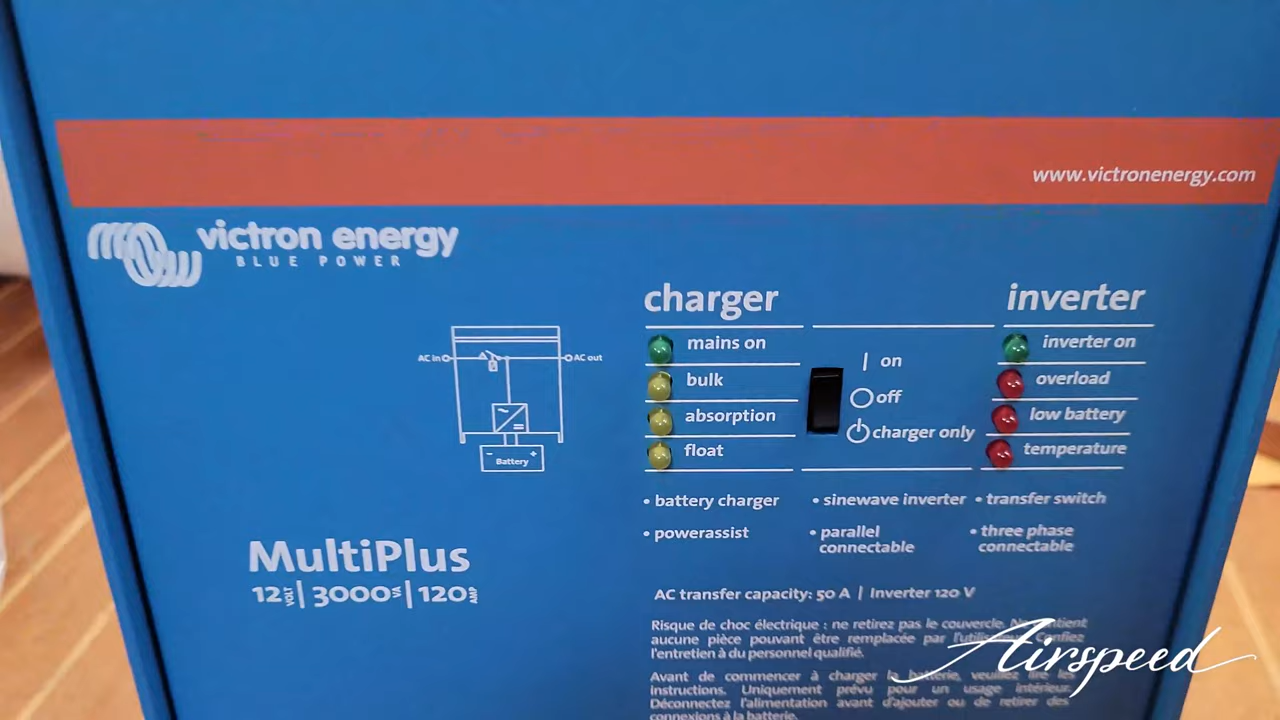 www.victronenergy.com
victron energy
BLUE POWER
charger
inverter
AC in
AC out
Battery
mains on
bulk
absorption
float
on
off
charger only
inverter on
overload
low battery
temperature
• battery charger • sinewave inverter • transfer switch
• powerassist • parallel connectable • three phase connectable
MultiPlus
12 VOLT | 3000 VA | 120 AMP
AC transfer capacity: 50 A | Inverter 120 V
Risque de choc électrique : ne retirez pas le couvercle.
aucune pièce pouvant être remplacée par Confiez
l'entretien à du personnel qualifié.
Avant de commencer à charger la batterie, veuillez lire les
instructions. Uniquement prévu pour un usage intérieur.
Déconnectez l'alimentation avant d'ajouter ou de retirer des
connexions à la batterie.
Airspeed